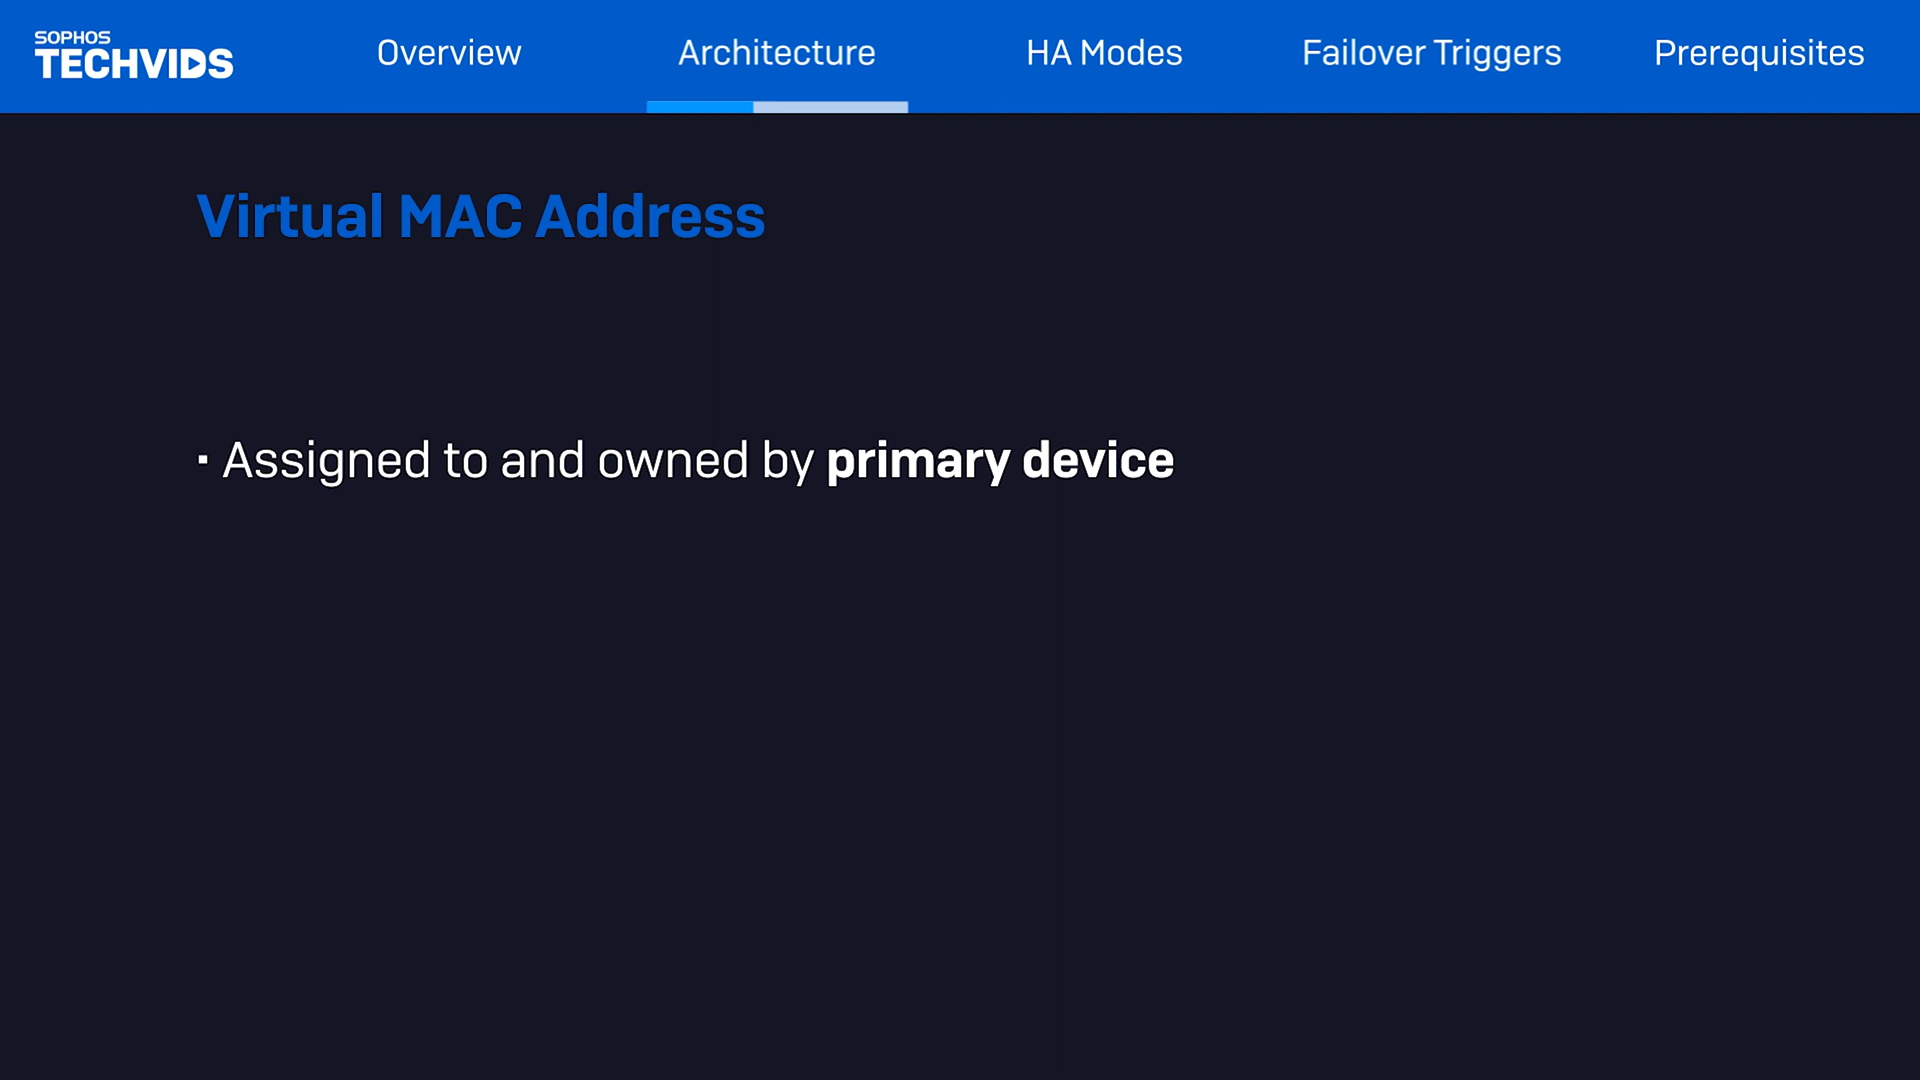 SOPHOS
TECHVIDS
Overview Architecture HA Modes Failover Triggers Prerequisites
Virtual MAC Address
▪ Assigned to and owned by primary device